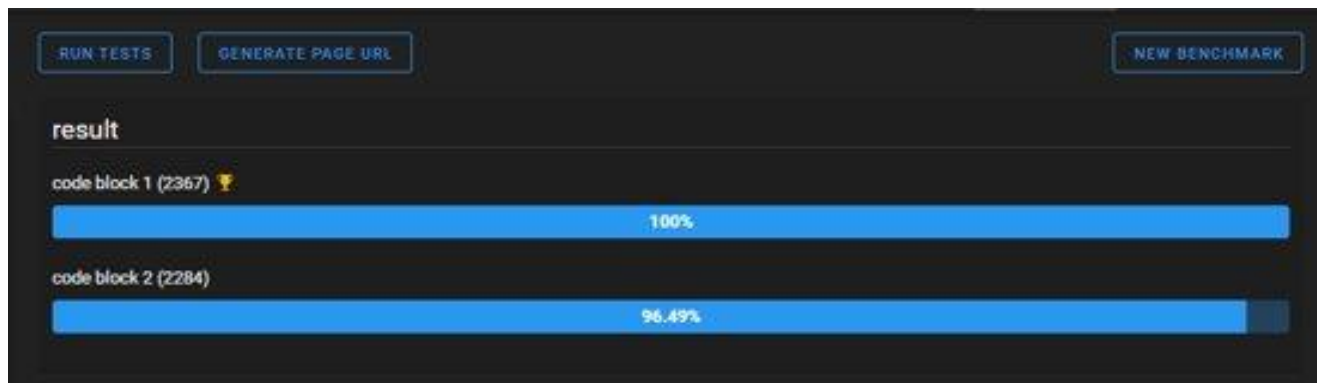 RUN TESTS GENERATE PAGE URL NEW BENCHMARK
result
code block 1 (2367)
100%
code block 2 (2284)
96.49%